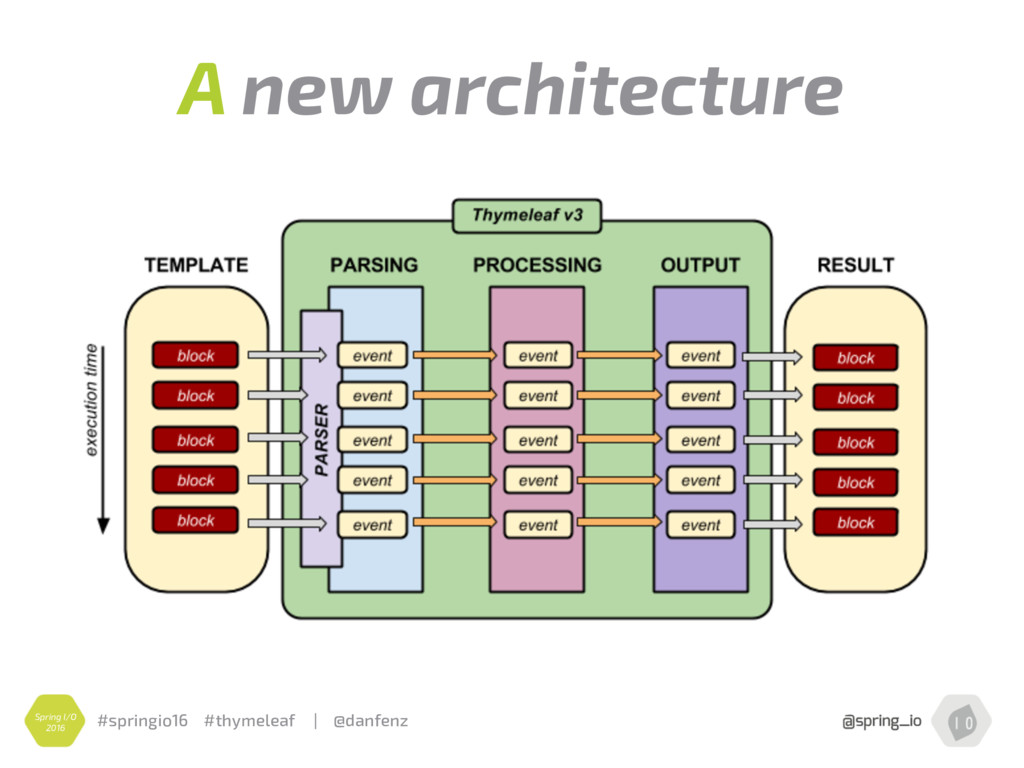 A new architecture
Thymeleaf v3
TEMPLATE PARSING PROCESSING OUTPUT RESULT
execution time
PARSER
block event event event block
block event event event block
block event event event block
block event event event block
block event event event block
Spring I/O
2016
#springio16 #thymeleaf | @danfenz
@spring_io
I O